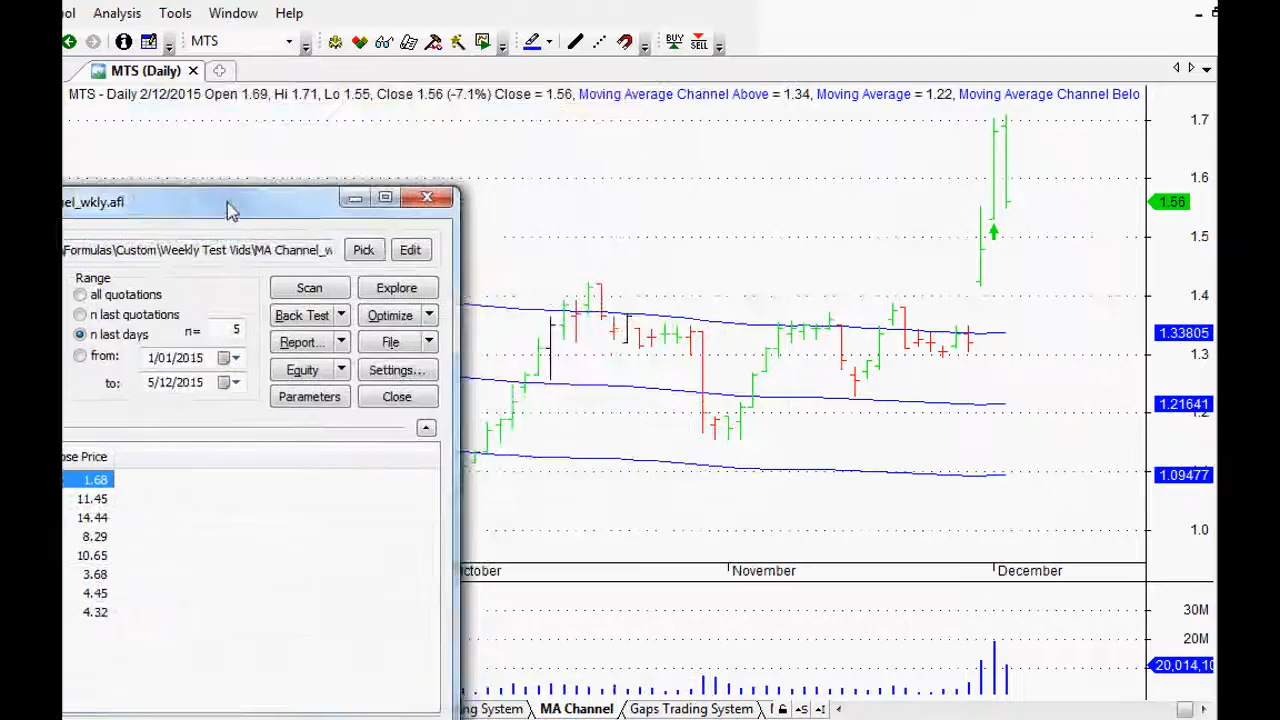 ol Analysis Tools Window Help
MTS BUY SELL
MTS (Daily)
MTS - Daily 2/12/2015 Open 1.69, Hi 1.71, Lo 1.55, Close 1.56 (-7.1%) Close = 1.56, Moving Average Channel Above = 1.34, Moving Average = 1.22, Moving Average Channel Belo
1.7
1.6
1.56
1.5
1.4
1.33805
1.3
1.21641
1.2
1.09477
1.0
el_wkly.afl
Formulas\Custom\Weekly Test Vids\MA Channel_w Pick Edit
Range
all quotations
n last quotations
n last days n= 5
from: 1/01/2015
to: 5/12/2015
Scan Explore
Back Test Optimize
Report... File
Equity Settings...
Parameters Close
ose Price
1.68
11.45
14.44
8.29
10.65
3.68
4.45
4.32
ctober November December
30M
20M
20,014,10
ng System MA Channel Gaps Trading System